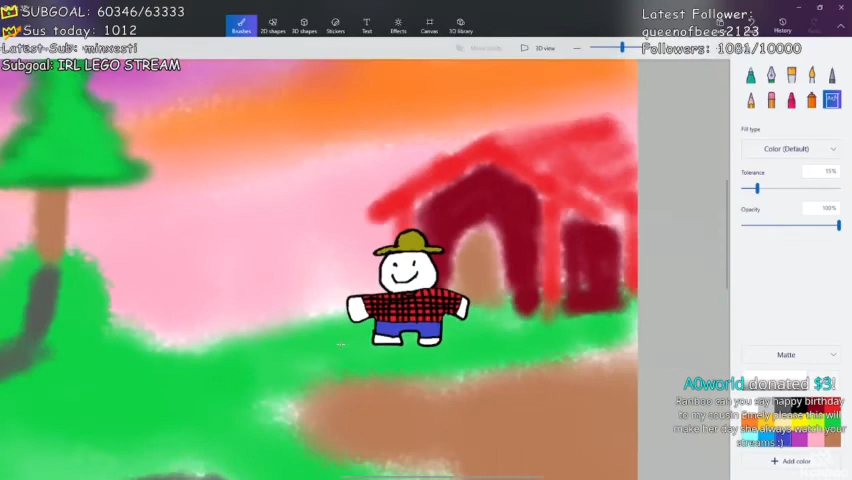 SUBGOAL: 60346/63333
Sus today: 1012
Latest Sub: minxesti
Subgoal: IRL LEGO STREAM
Brushes
2D shapes
3D shapes
Stickers
Text
Effects
Canvas
3D library
History
Latest Follower:
queenofbees2123
Followers: 1081/10000
3D view
Fill type
Color (Default)
Tolerance
15%
Opacity
100%
Matte
A0world donated $3!
Ranboo can you say happy birthday
to my cousin Emely please this will
make her day she always watch your
streams :)
Add color